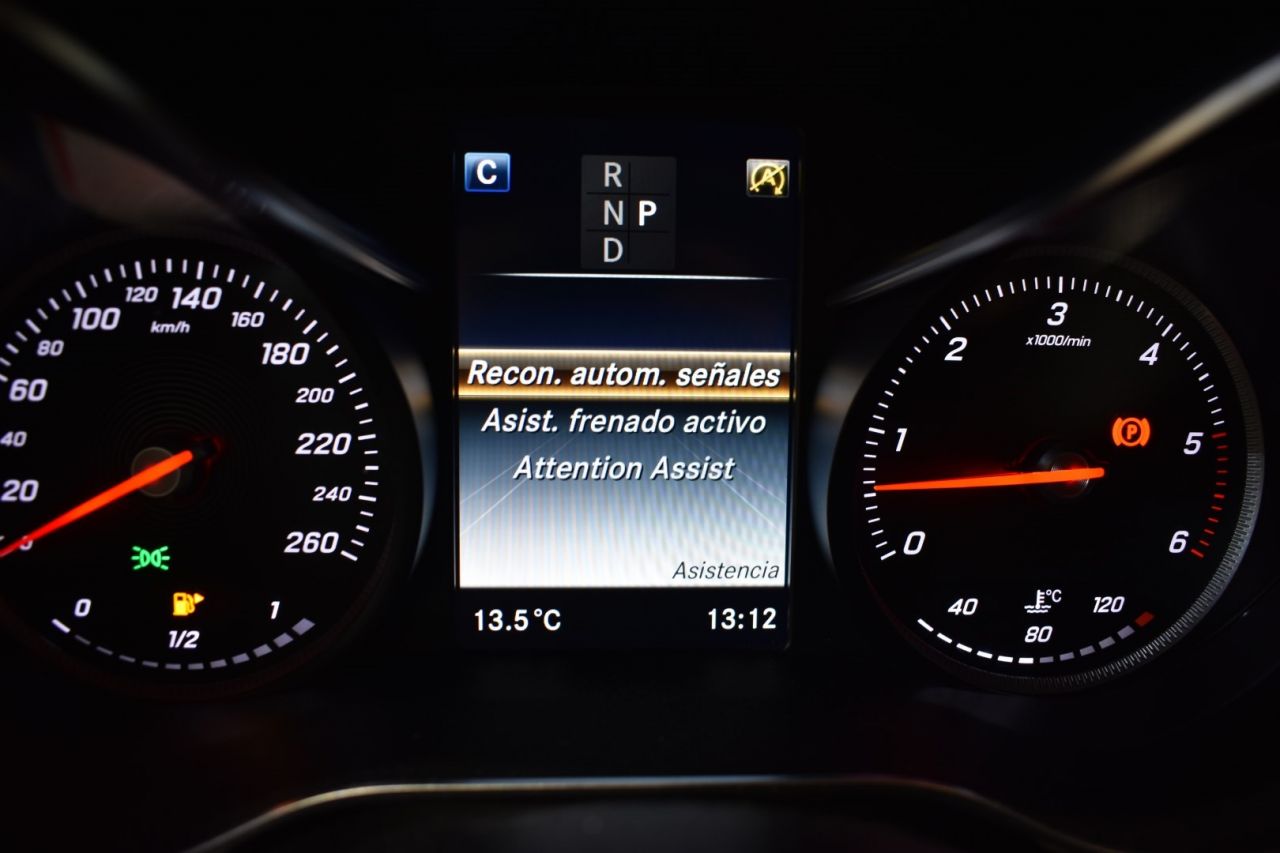 C
R
N P
D
A
0
20
40
60
80
100
120
140
160
180
200
220
240
260
km/h
0
1/2
1
Recon. autom. señales
Asist. frenado activo
Attention Assist
Asistencia
13.5°C
13:12
0
1
2
3
4
5
6
x1000/min
P
40
80
120
°C